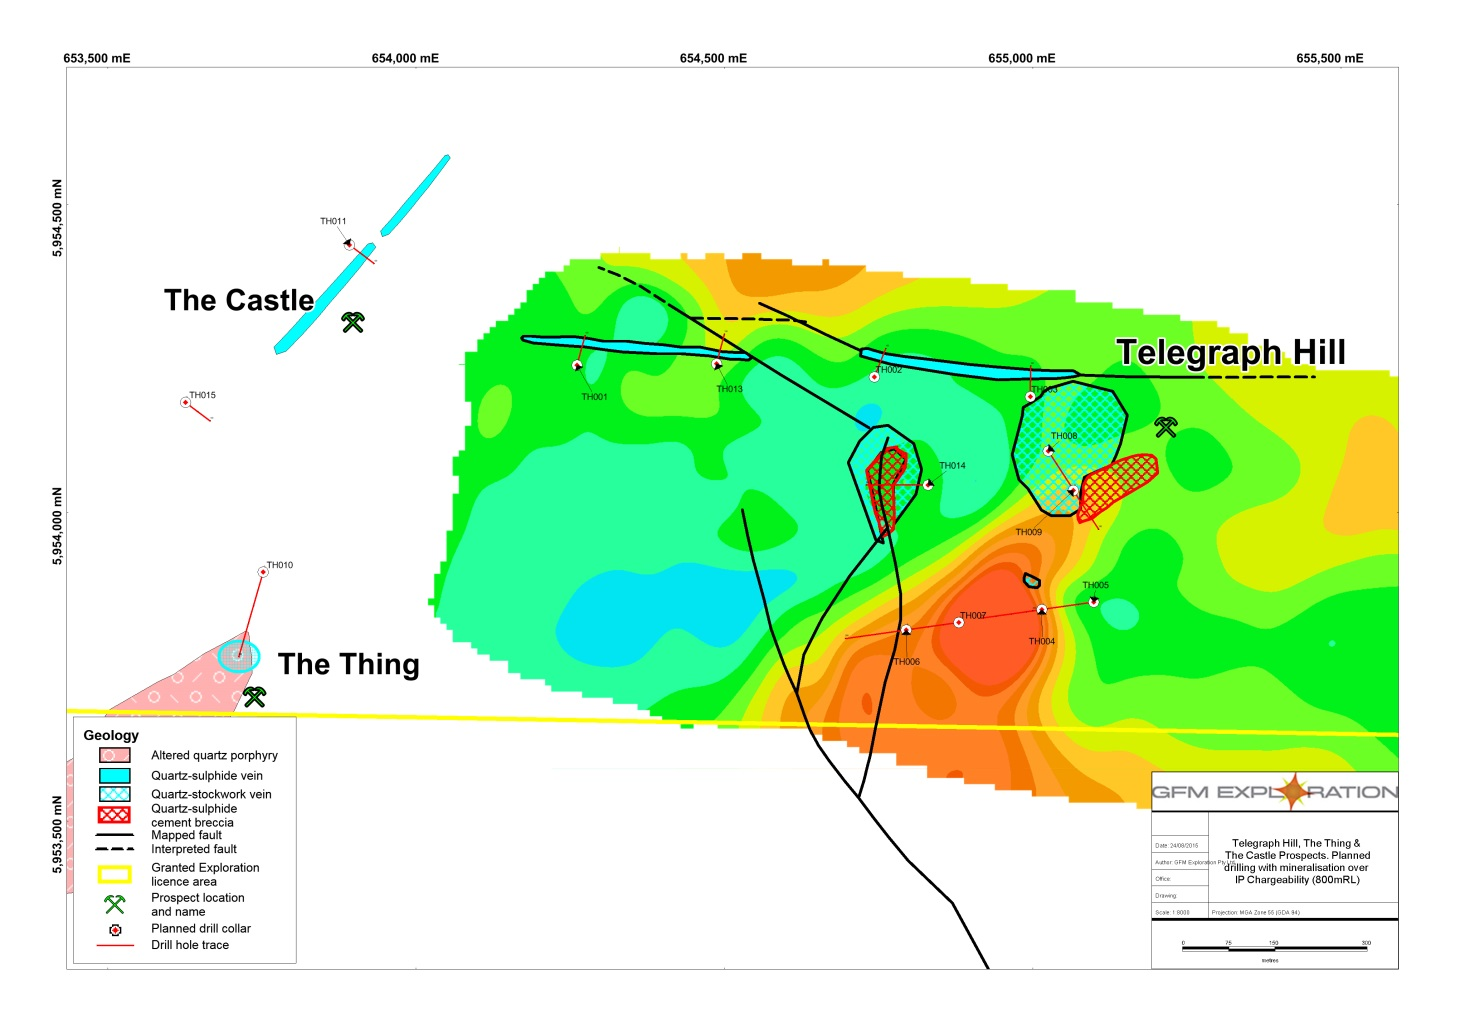 653,500 mE
654,000 mE
654,500 mE
655,000 mE
655,500 mE
5,954,500 mN
5,954,000 mN
5,953,500 mN
TH011
The Castle
Telegraph Hill
TH002
TH003
TH001
TH013
TH015
TH008
TH014
TH009
TH010
TH005
TH007
TH004
TH006
The Thing
Geology
Altered quartz porphyry
Quartz-sulphide vein
Quartz-stockwork vein
Quartz-sulphide
cement breccia
Mapped fault
Interpreted fault
Granted Exploration
licence area
Prospect location
and name
Planned drill collar
Drill hole trace
GFM EXPLORATION
Date: 24/08/2015
Author: GFM Exploration Pty Ltd
Office:
Drawing:
Scale: 1:8000
Projection: MGA Zone 55 (GDA 94)
Telegraph Hill, The Thing &
The Castle Prospects. Planned
drilling with mineralisation over
IP Chargeability (800mRL)
0 75 150 300
metres